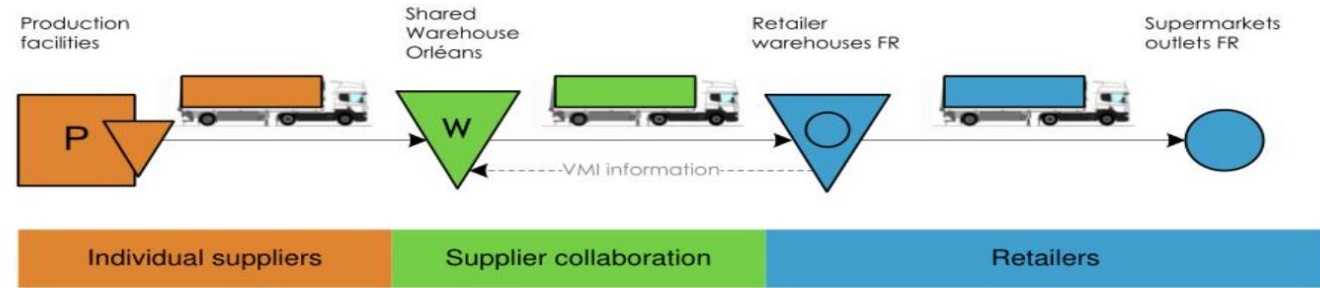 Production
facilities
Shared
Warehouse
Orléans
Retailer
warehouses FR
Supermarkets
outlets FR
P
W
VMI information
Individual suppliers
Supplier collaboration
Retailers